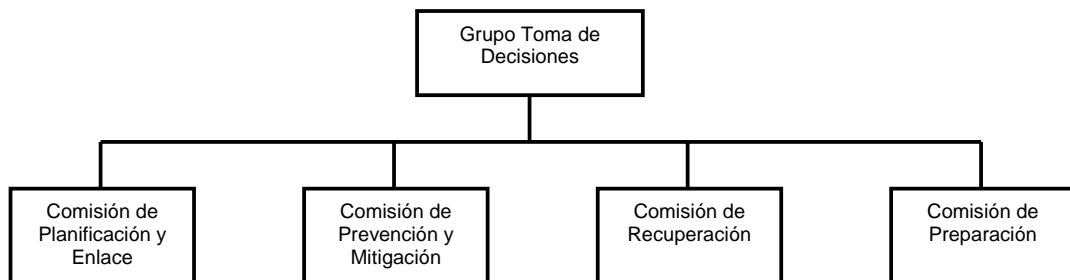 Grupo Toma de
Decisiones
Comisión de
Planificación y
Enlace
Comisión de
Prevención y
Mitigación
Comisión de
Recuperación
Comisión de
Preparación